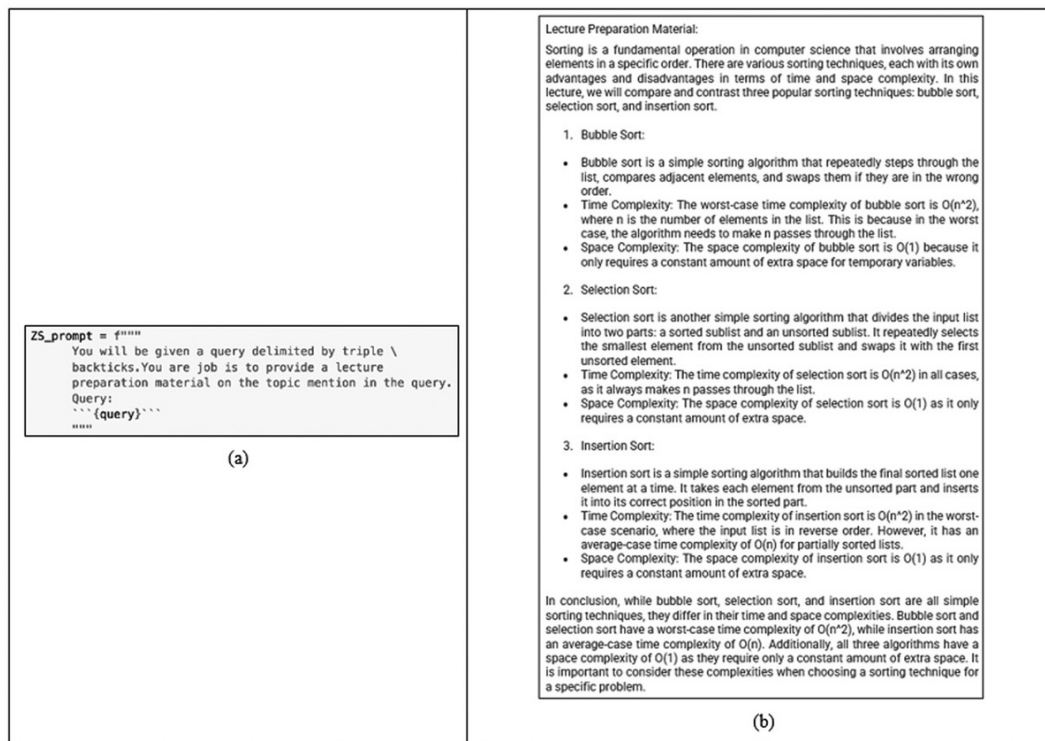 ZS_prompt = f"""
You will be given a query delimited by triple \
backticks.You are job is to provide a lecture
preparation material on the topic mention in the query.
Query:
```{query}```
"""
(a)
Lecture Preparation Material:
Sorting is a fundamental operation in computer science that involves arranging
elements in a specific order. There are various sorting techniques, each with its own
advantages and disadvantages in terms of time and space complexity. In this
lecture, we will compare and contrast three popular sorting techniques: bubble sort,
selection sort, and insertion sort.
1. Bubble Sort:
• Bubble sort is a simple sorting algorithm that repeatedly steps through the
list, compares adjacent elements, and swaps them if they are in the wrong
order.
• Time Complexity: The worst-case time complexity of bubble sort is O(n^2),
where n is the number of elements in the list. This is because in the worst
case, the algorithm needs to make n passes through the list.
• Space Complexity: The space complexity of bubble sort is O(1) because it
only requires a constant amount of extra space for temporary variables.
2. Selection Sort:
• Selection sort is another simple sorting algorithm that divides the input list
into two parts: a sorted sublist and an unsorted sublist. It repeatedly selects
the smallest element from the unsorted sublist and swaps it with the first
unsorted element.
• Time Complexity: The time complexity of selection sort is O(n^2) in all cases,
as it always makes n passes through the list.
• Space Complexity: The space complexity of selection sort is O(1) as it only
requires a constant amount of extra space.
3. Insertion Sort:
• Insertion sort is a simple sorting algorithm that builds the final sorted list one
element at a time. It takes each element from the unsorted part and inserts
it into its correct position in the sorted part.
• Time Complexity: The time complexity of insertion sort is O(n^2) in the worst-
case scenario, where the input list is in reverse order. However, it has an
average-case time complexity of O(n) for partially sorted lists.
• Space Complexity: The space complexity of insertion sort is O(1) as it only
requires a constant amount of extra space.
In conclusion, while bubble sort, selection sort, and insertion sort are all simple
sorting techniques, they differ in their time and space complexities. Bubble sort and
selection sort have a worst-case time complexity of O(n^2), while insertion sort has
an average-case time complexity of O(n). Additionally, all three algorithms have a
space complexity of O(1) as they require only a constant amount of extra space. It
is important to consider these complexities when choosing a sorting technique for
a specific problem.
(b)